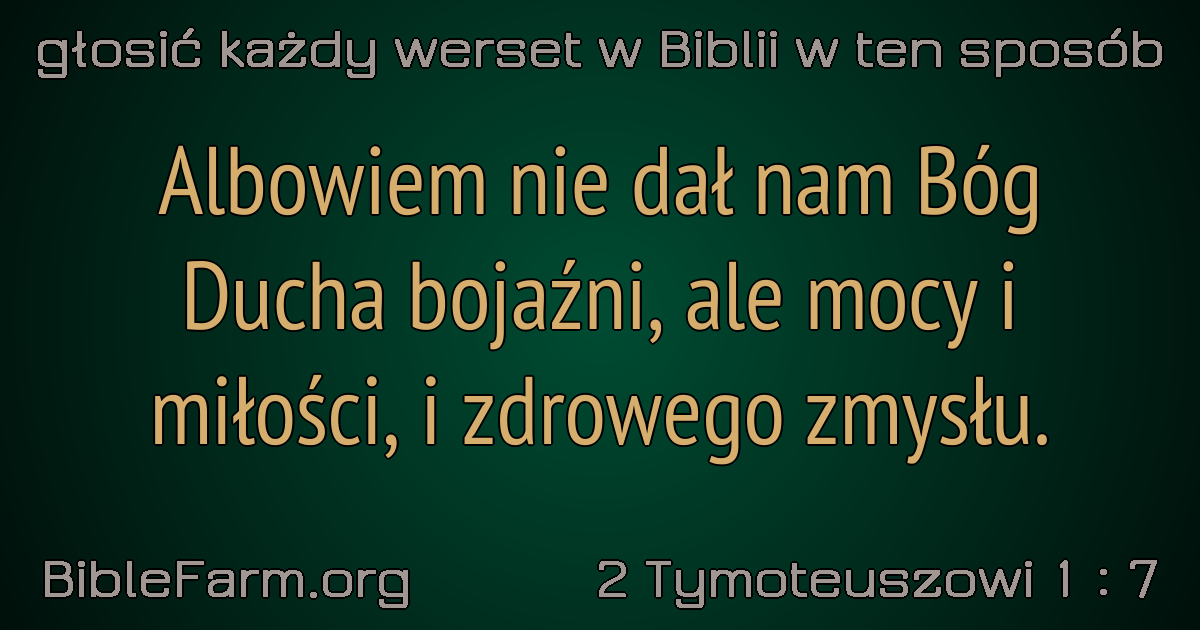 głosić każdy werset w Biblii w ten sposób
Albowiem nie dał nam Bóg
Ducha bojaźni, ale mocy i
miłości, i zdrowego zmysłu.
BibleFarm.org
2 Tymoteuszowi 1 : 7